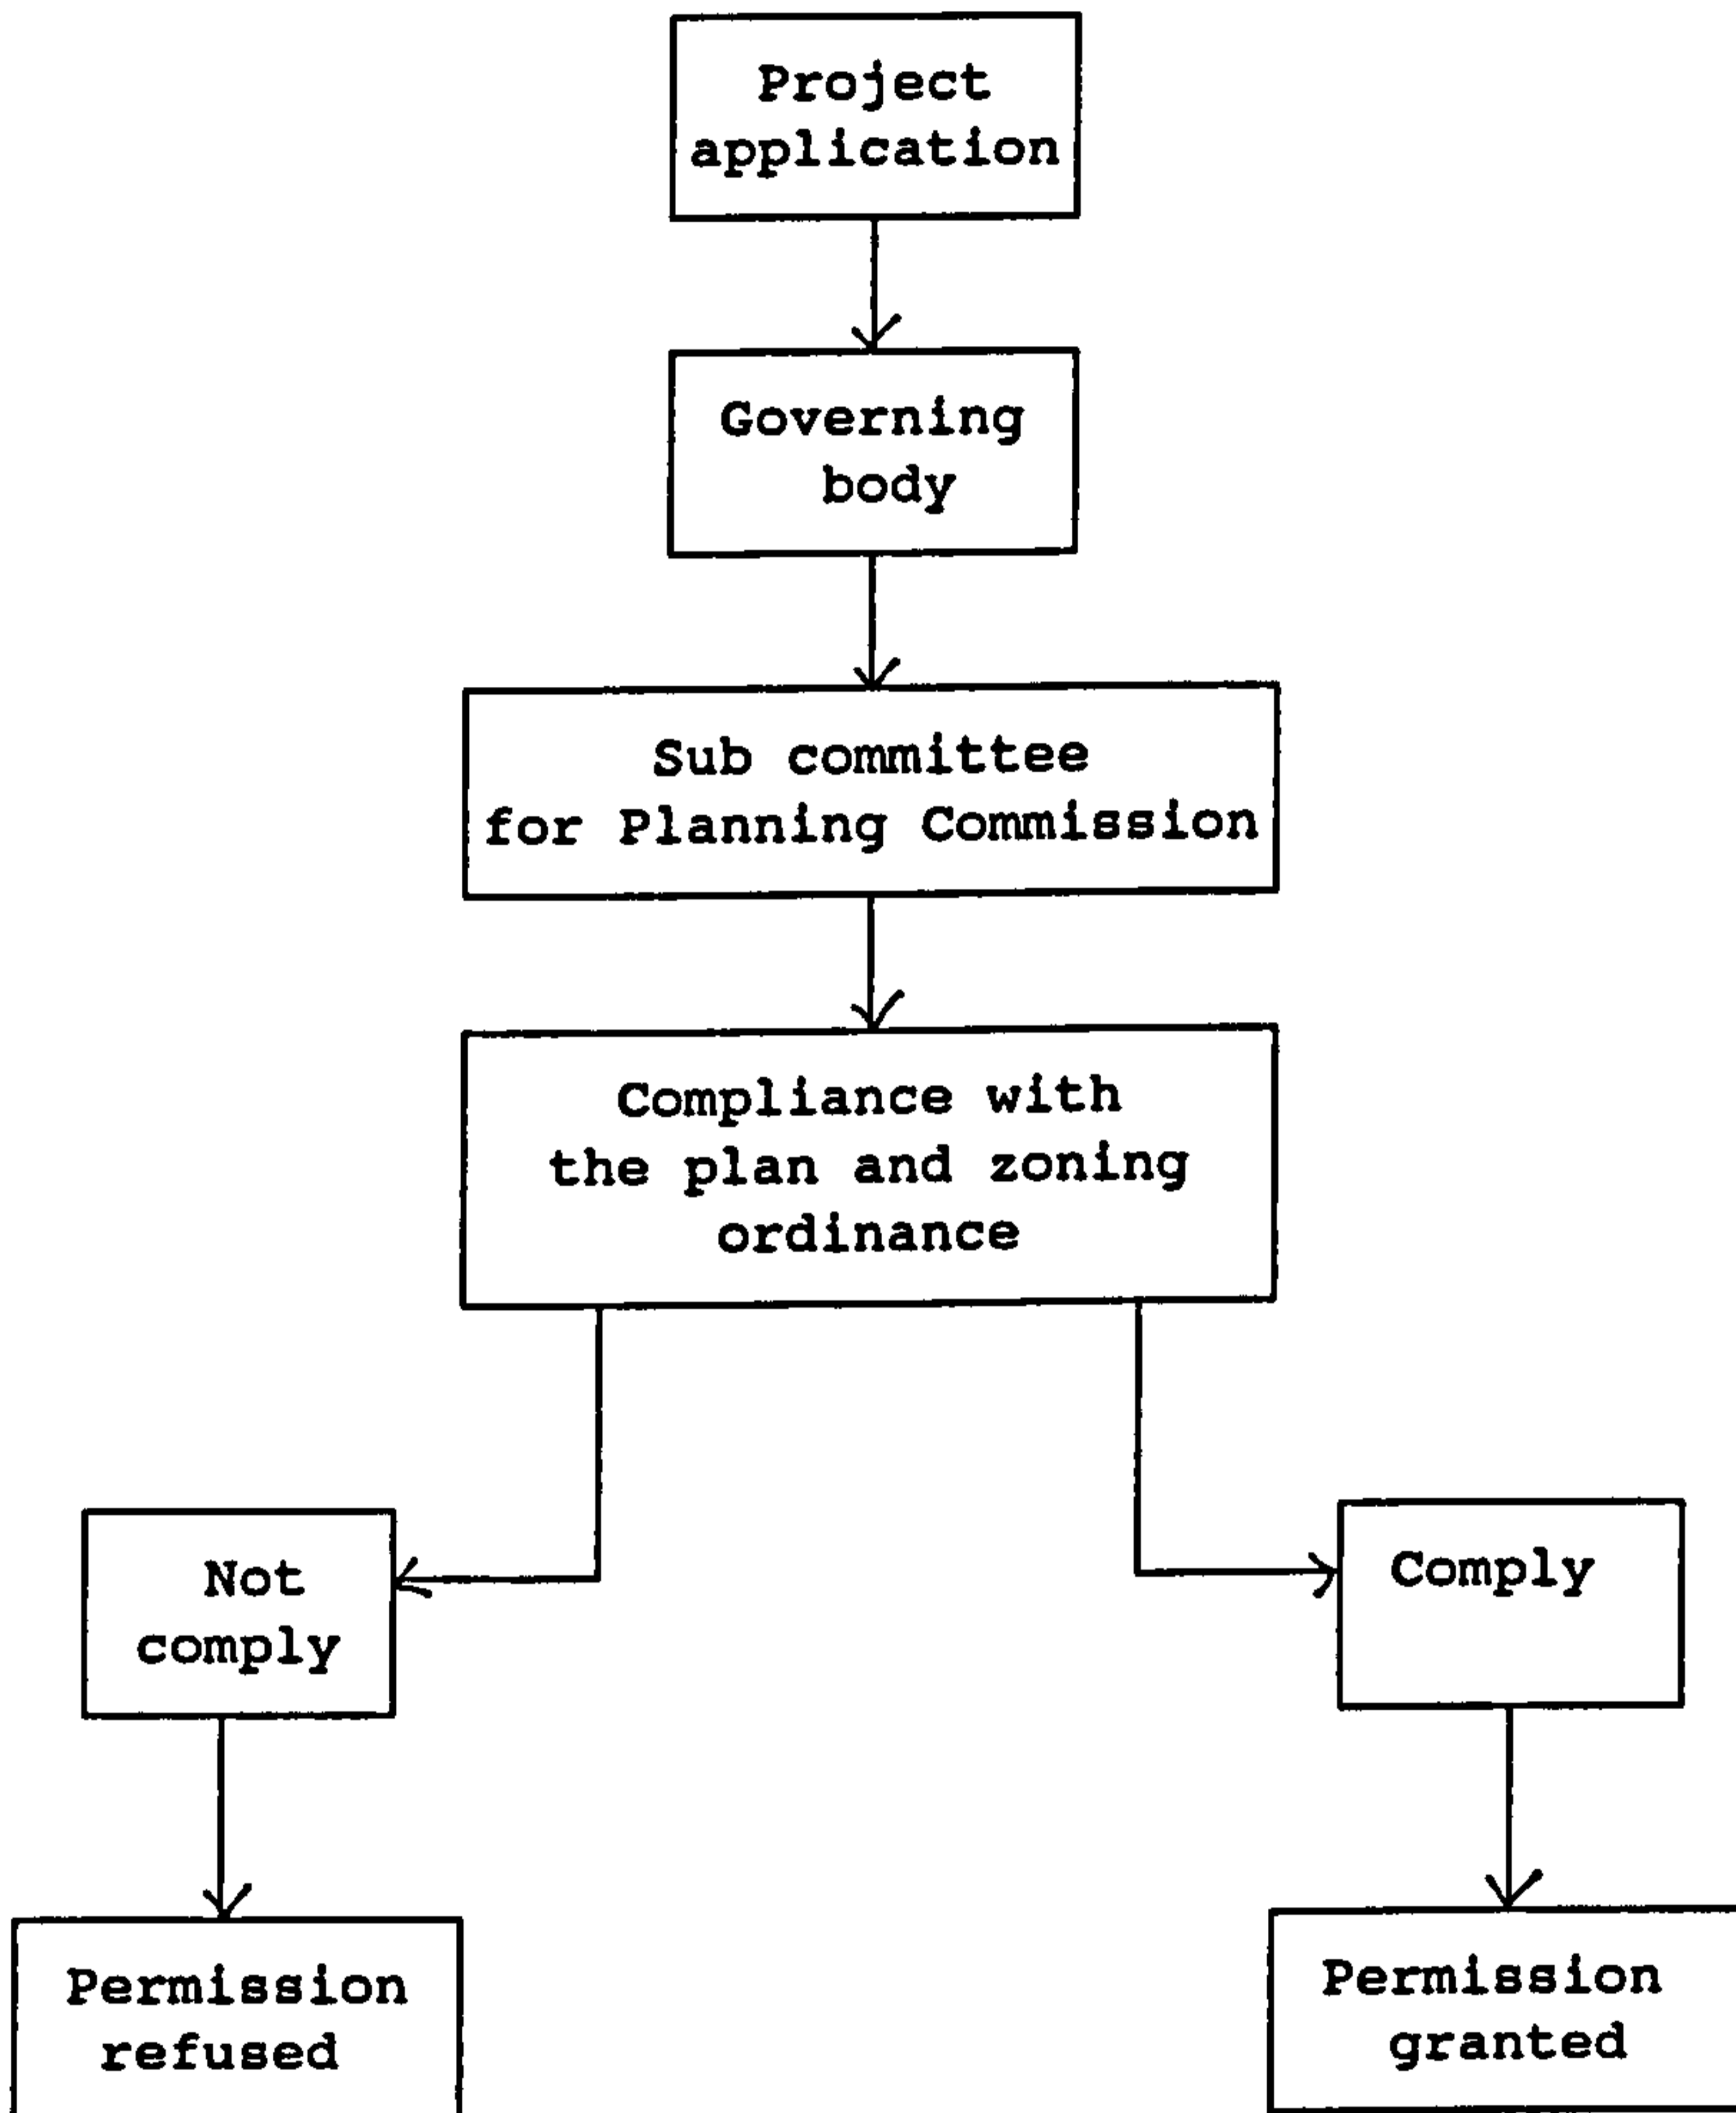 Project
application
Governing
body
Sub committee
for Planning Commission
Compliance with
the plan and zoning
ordinance
Not
comply
Comply
Permission
refused
Permission
granted